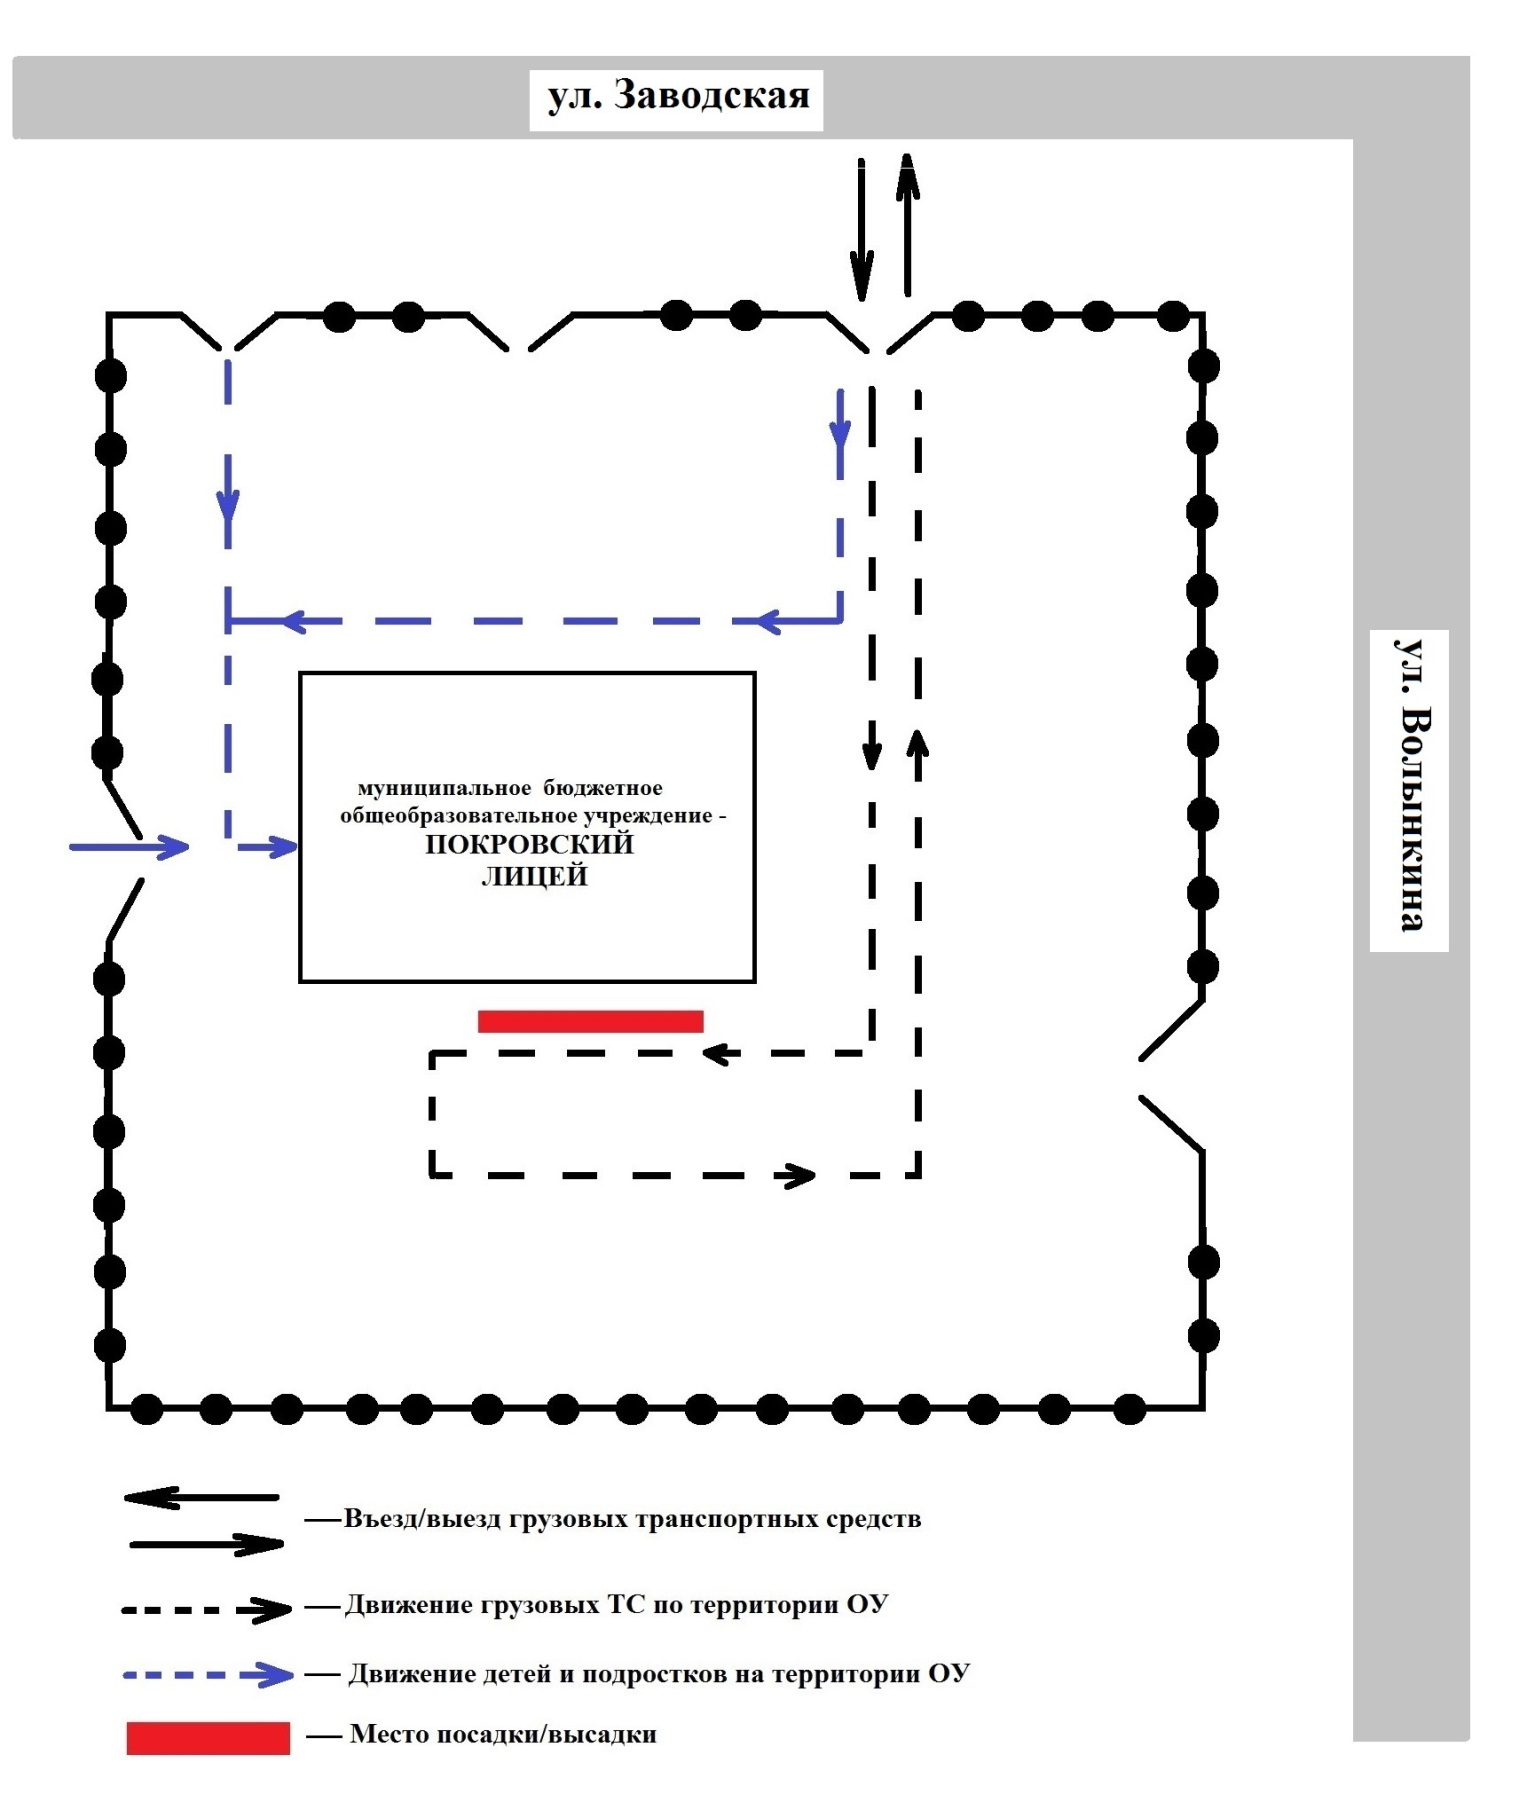 ул. Заводская
ул. Волынкина
муниципальное бюджетное
общеобразовательное учреждение -
ПОКРОВСКИЙ
ЛИЦЕЙ
—Въезд/выезд грузовых транспортных средств
—Движение грузовых ТС по территории ОУ
— Движение детей и подростков на территории ОУ
— Место посадки/высадки